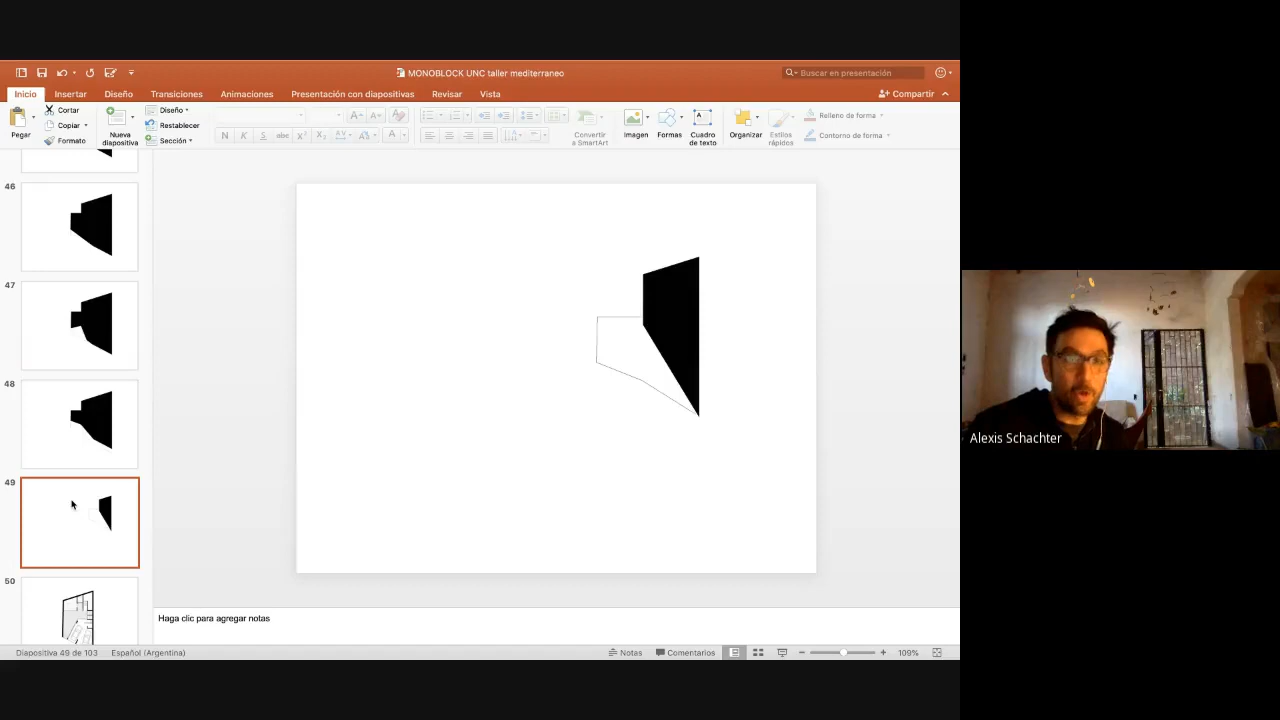 MONOBLOCK UNC taller mediterraneo
Buscar en presentación
Inicio Insertar Diseño Transiciones Animaciones Presentación con diapositivas Revisar Vista
Compartir
Pegar
Cortar
Copiar
Formato
Nueva
diapositiva
Diseño
Restablecer
Sección
N K S abc X² X₂ A
Convertir
a SmartArt
Imagen
Formas
Cuadro
de texto
Organizar
Estilos
rápidos
Relleno de forma
Contorno de forma
46
47
48
49
50
Haga clic para agregar notas
Diapositiva 49 de 103 Español (Argentina)
Notas Comentarios 109%
Alexis Schachter